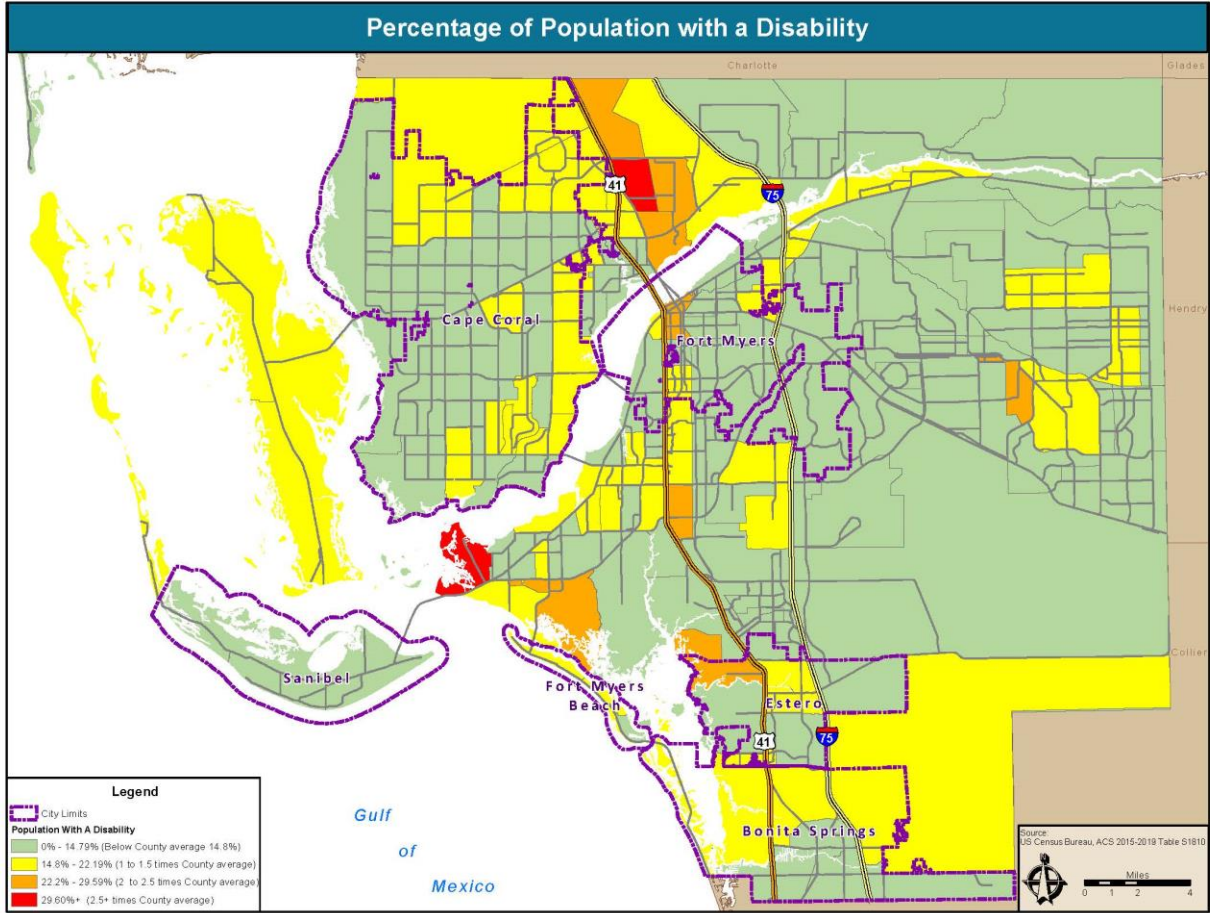 Percentage of Population with a Disability
Charlotte
Glades
41
75
Hendry
Cape Coral
Fort Myers
Collier
Sanibel
Fort Myers
Beach
Estero
41
75
Bonita Springs
Gulf
of
Mexico
Legend
City Limits
Population With A Disability
0% - 14.79% (Below County average 14.8%)
14.8% - 22.19% (1 to 1.5 times County average)
22.2% - 29.59% (2 to 2.5 times County average)
29.60%+ (2.5+ times County average)
Source:
US Census Bureau, ACS 2015-2019 Table S1810
Miles
0 1 2 4